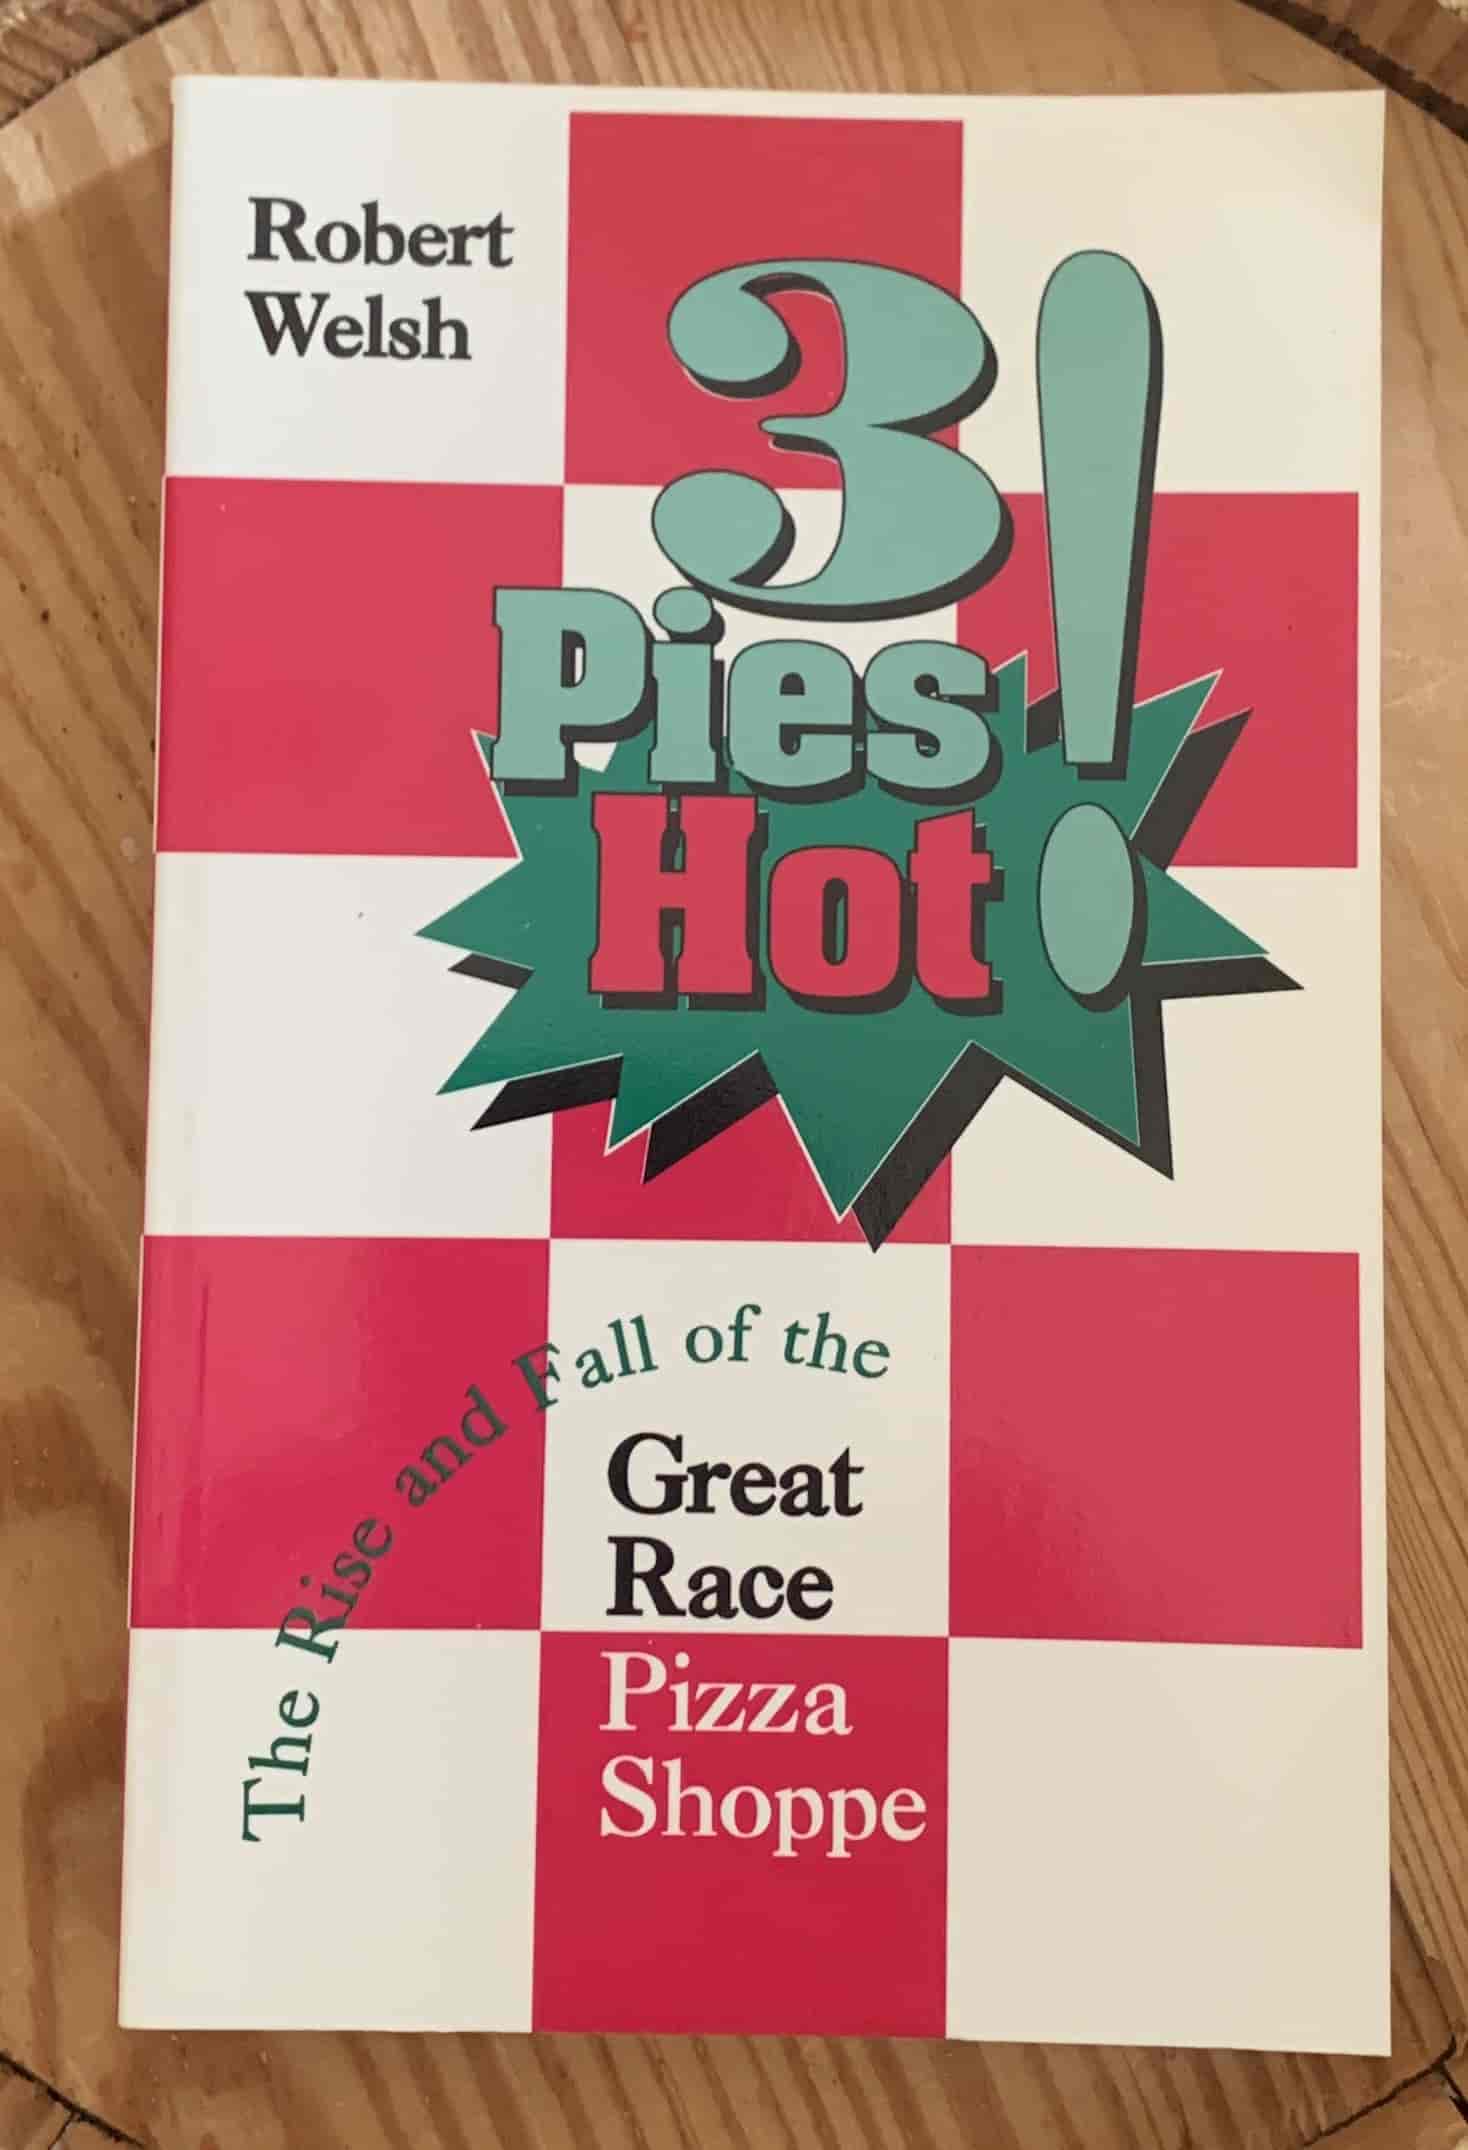 Robert
Welsh
3!
Pies
Hot
The Rise and Fall of the
Great
Race
Pizza
Shoppe